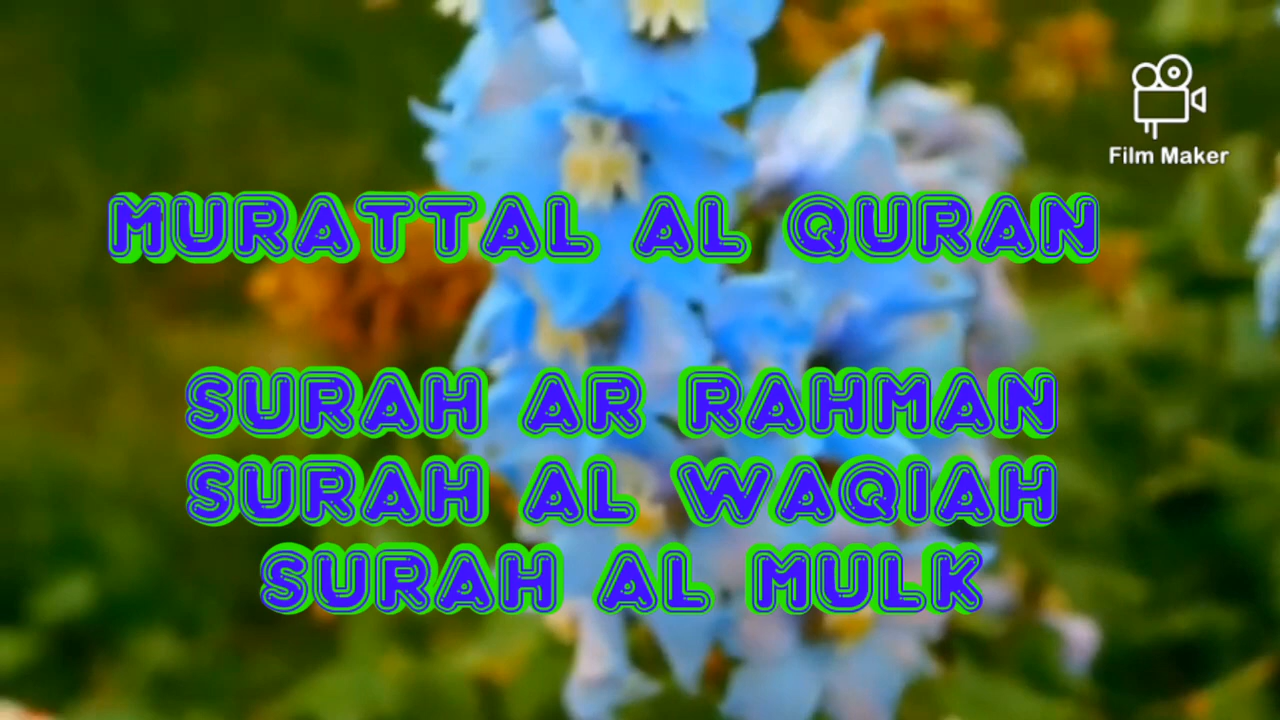 Film Maker
MURATTAL AL QURAN
SURAH AR RAHMAN
SURAH AL WAQIAH
SURAH AL MULK